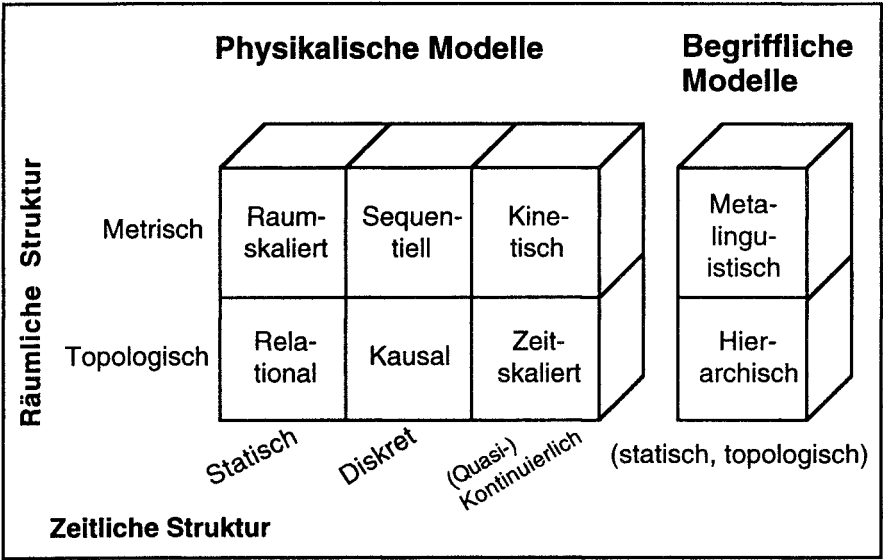 Physikalische Modelle
Begriffliche
Modelle
Räumliche Struktur
Metrisch
Raum-
skaliert
Sequen-
tiell
Kine-
tisch
Meta-
lingu-
istisch
Topologisch
Rela-
tional
Kausal
Zeit-
skaliert
Hier-
archisch
Statisch
Diskret
(Quasi-)
Kontinuierlich
(statisch, topologisch)
Zeitliche Struktur